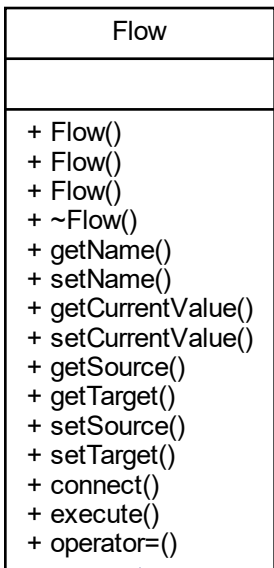 Flow
+ Flow()
+ Flow()
+ Flow()
+ ~Flow()
+ getName()
+ setName()
+ getCurrentValue()
+ setCurrentValue()
+ getSource()
+ getTarget()
+ setSource()
+ setTarget()
+ connect()
+ execute()
+ operator=()